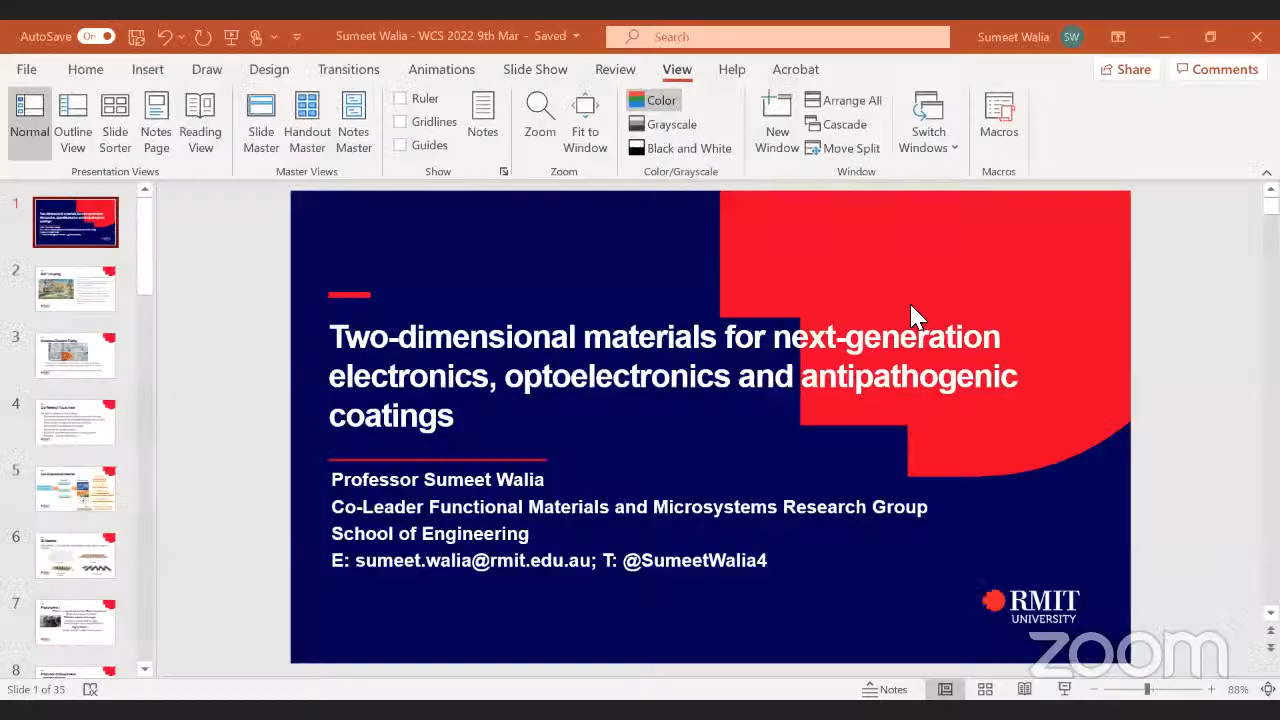 AutoSave On Sumeet Walia - WCS 2022 9th Mar - Saved Search Sumeet Walia SW
File Home Insert Draw Design Transitions Animations Slide Show Review View Help Acrobat Share Comments
Normal Outline View Slide Sorter Notes Page Reading View
Presentation Views
Slide Master Handout Master Notes Master
Master Views
Ruler
Gridlines
Guides
Notes
Show
Zoom Fit to Window
Zoom
Color
Grayscale
Black and White
Color/Grayscale
New Window
Arrange All
Cascade
Move Split
Switch Windows
Window
Macros
Macros
1
2
3
4
5
6
7
8
Two-dimensional materials for next-generation
electronics, optoelectronics and antipathogenic
coatings
Professor Sumeet Walia
Co-Leader Functional Materials and Microsystems Research Group
School of Engineering
E: sumeet.walia@rmit.edu.au; T: @SumeetWalia4
RMIT
UNIVERSITY
zoom
Slide 1 of 35 Notes 88%